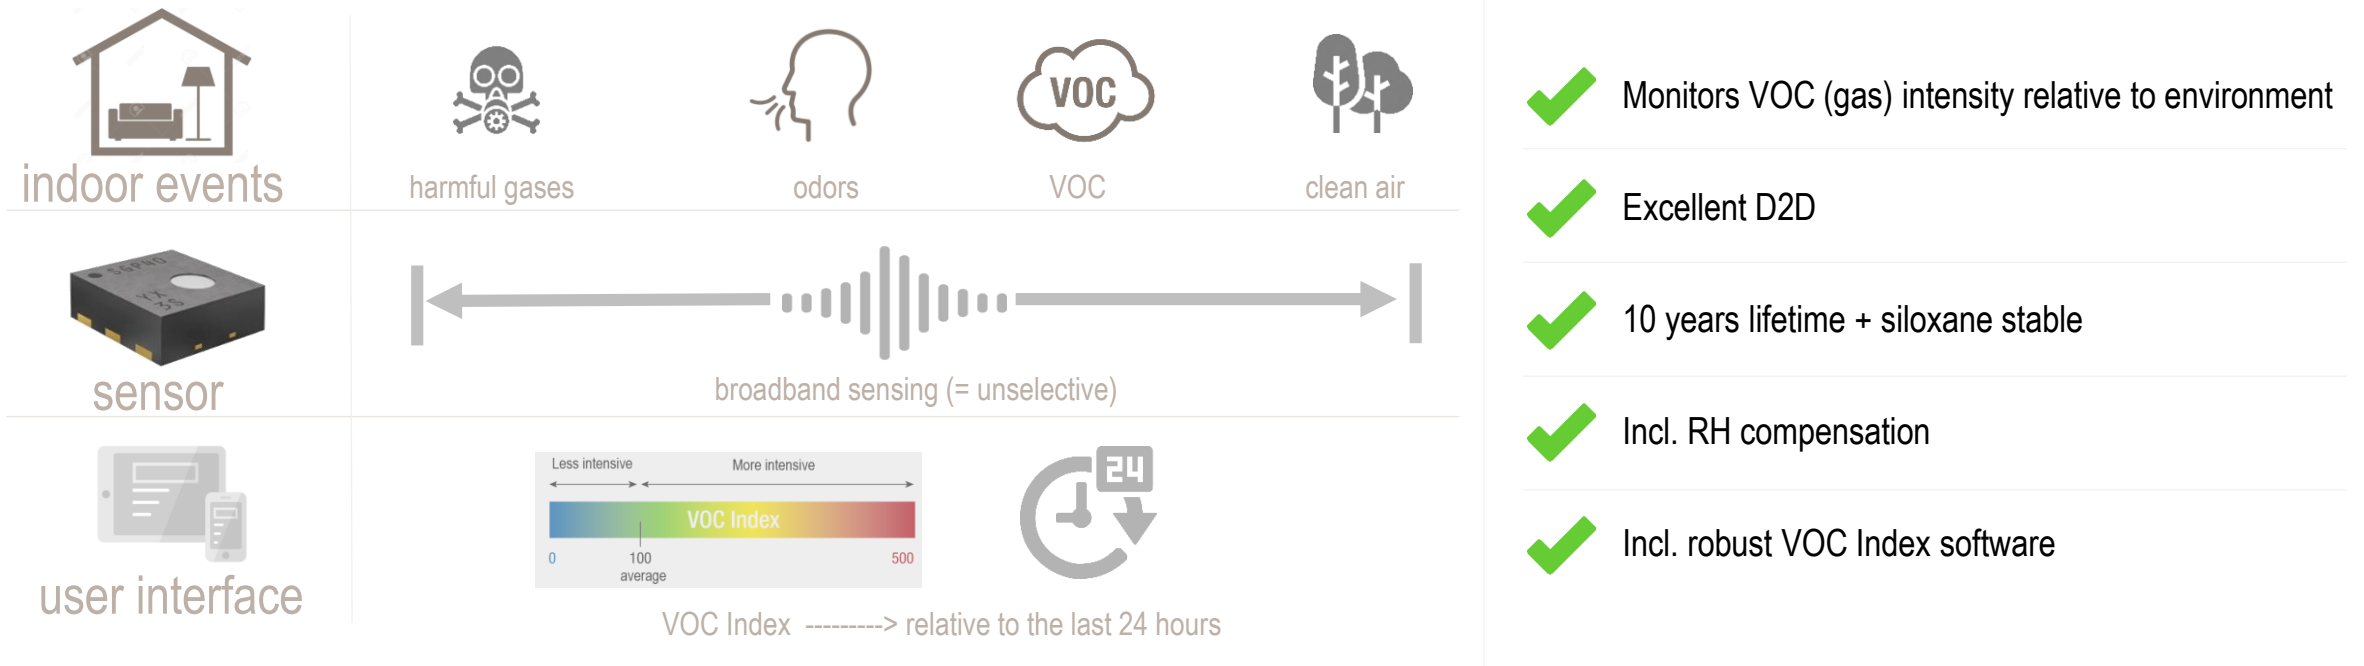 VOC
indoor events
harmful gases
odors
VOC
clean air
SGP40
sensor
broadband sensing (= unselective)
24
Less intensive
More intensive
VOC Index
0
100
500
average
user interface
VOC Index ---------> relative to the last 24 hours
Monitors VOC (gas) intensity relative to environment
Excellent D2D
10 years lifetime + siloxane stable
Incl. RH compensation
Incl. robust VOC Index software